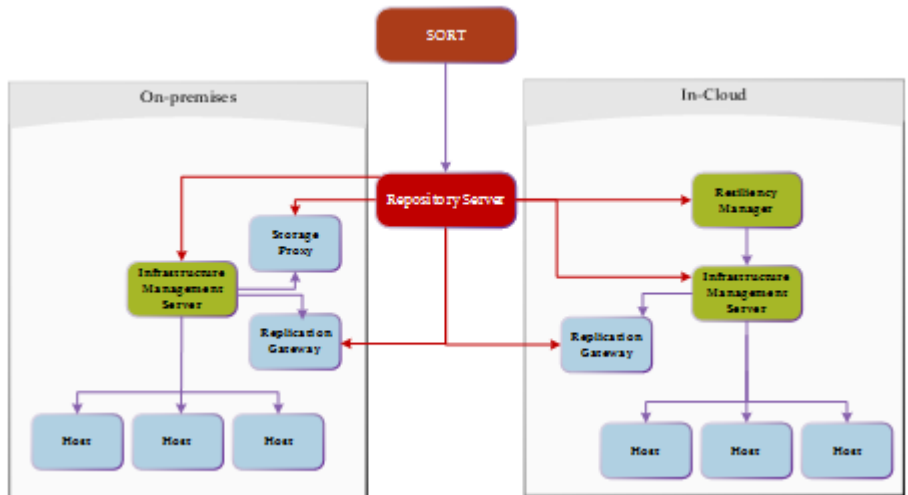 SORT
On-premises
In-Cloud
Repository Server
Resiliency
Manager
Storage
Proxy
Infrastructure
Management
Server
Infrastructure
Management
Server
Replication
Gateway
Replication
Gateway
Host
Host
Host
Host
Host
Host